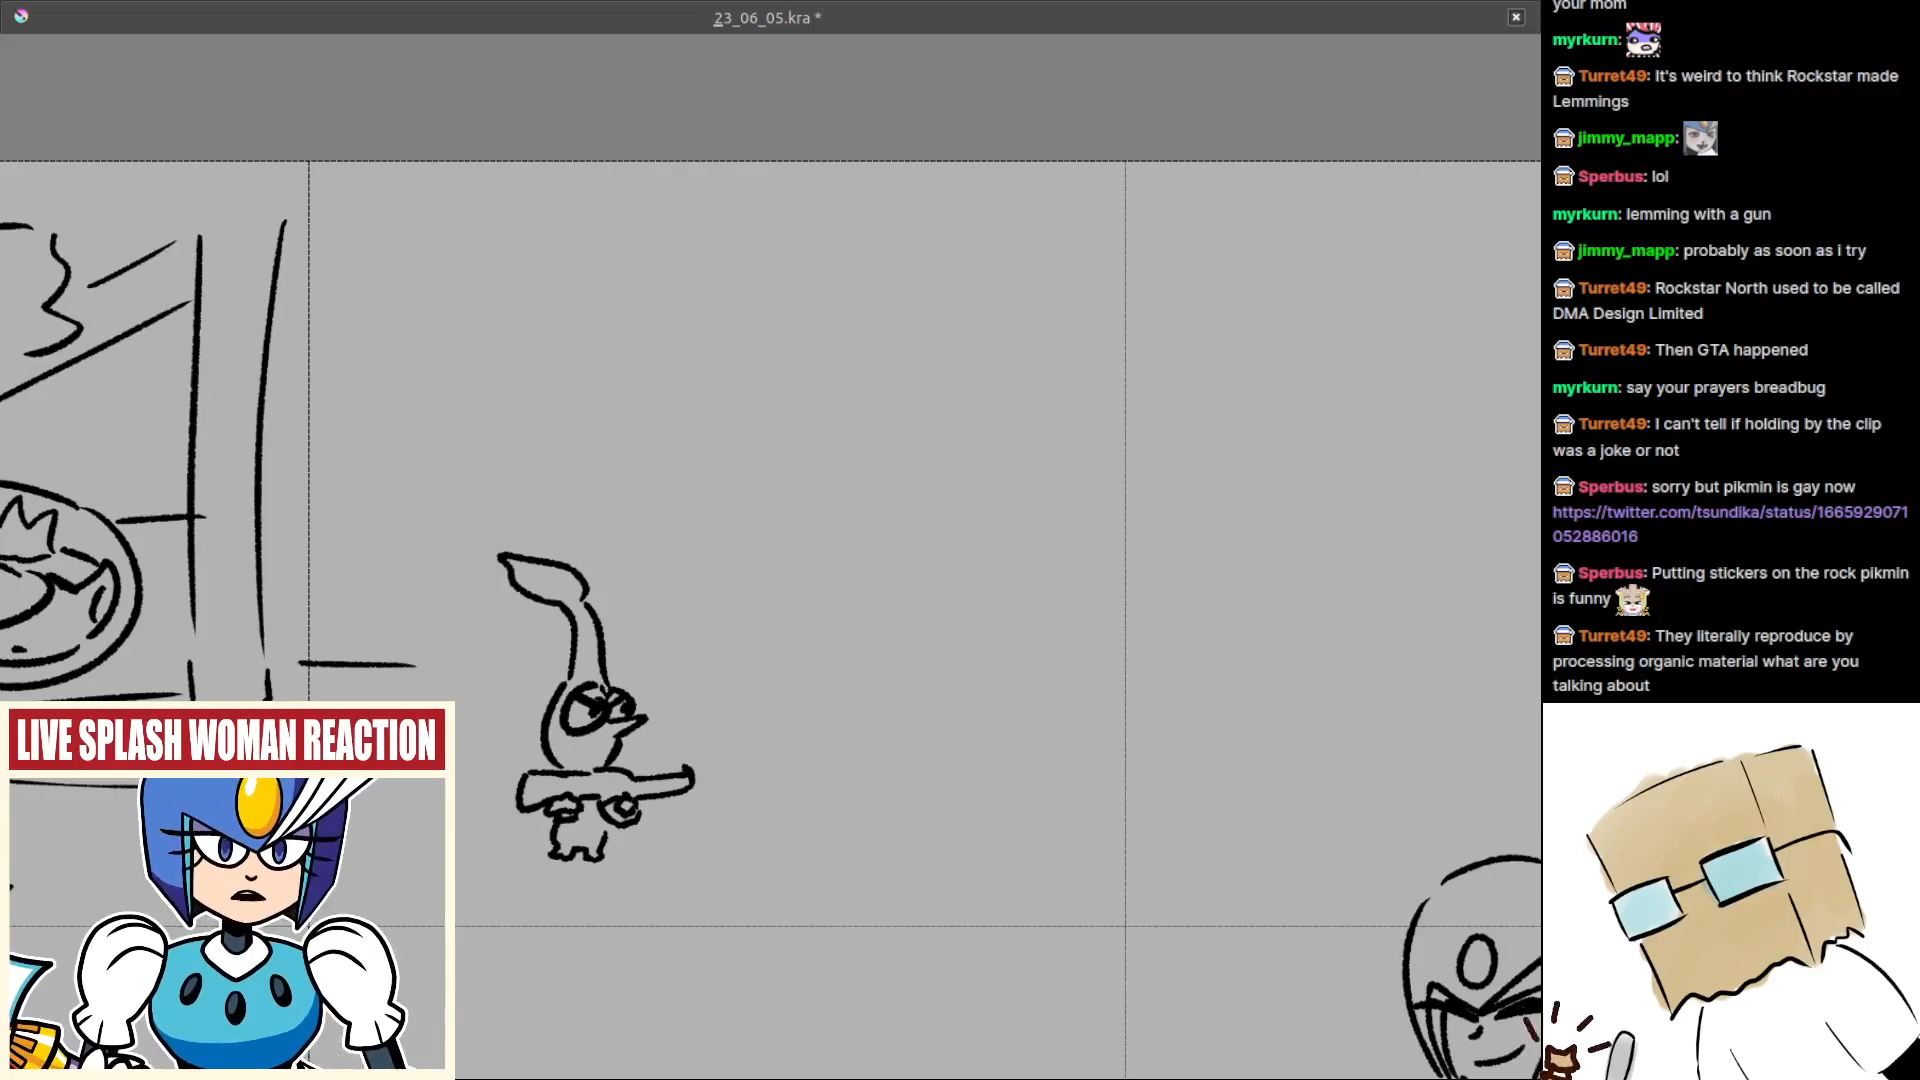 23_06_05.kra *
your mom
myrkurn:
Turret49: It's weird to think Rockstar made
Lemmings
jimmy_mapp:
Sperbus: lol
myrkurn: lemming with a gun
jimmy_mapp: probably as soon as i try
Turret49: Rockstar North used to be called
DMA Design Limited
Turret49: Then GTA happened
myrkurn: say your prayers breadbug
Turret49: I can't tell if holding by the clip
was a joke or not
Sperbus: sorry but pikmin is gay now
https://twitter.com/tsundika/status/1665929071
052886016
Sperbus: Putting stickers on the rock pikmin
is funny
Turret49: They literally reproduce by
processing organic material what are you
talking about
LIVE SPLASH WOMAN REACTION